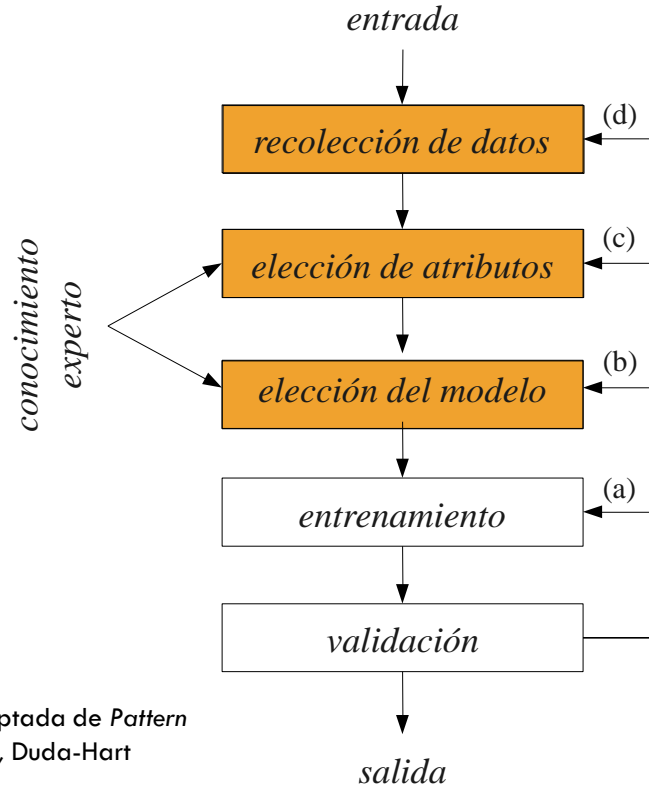 entrada
(d)
recolección de datos
(c)
elección de atributos
conocimiento
experto
(b)
elección del modelo
(a)
entrenamiento
validación
ptada de Pattern
, Duda-Hart
salida